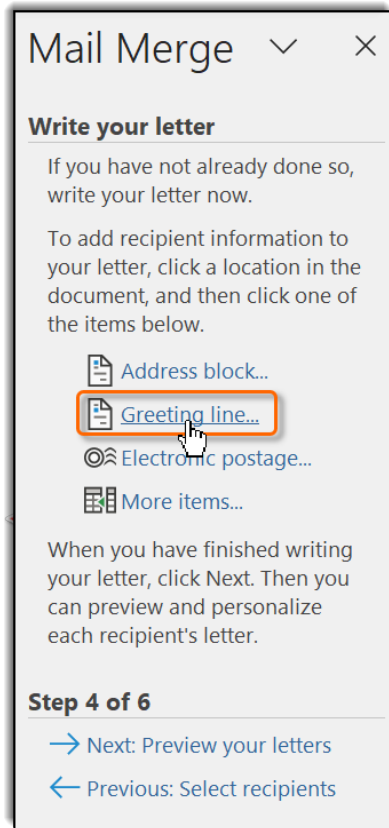 Mail Merge
Write your letter
If you have not already done so,
write your letter now.
To add recipient information to
your letter, click a location in the
document, and then click one of
the items below.
Address block...
Greeting line...
Electronic postage...
More items...
When you have finished writing
your letter, click Next. Then you
can preview and personalize
each recipient's letter.
Step 4 of 6
Next: Preview your letters
Previous: Select recipients